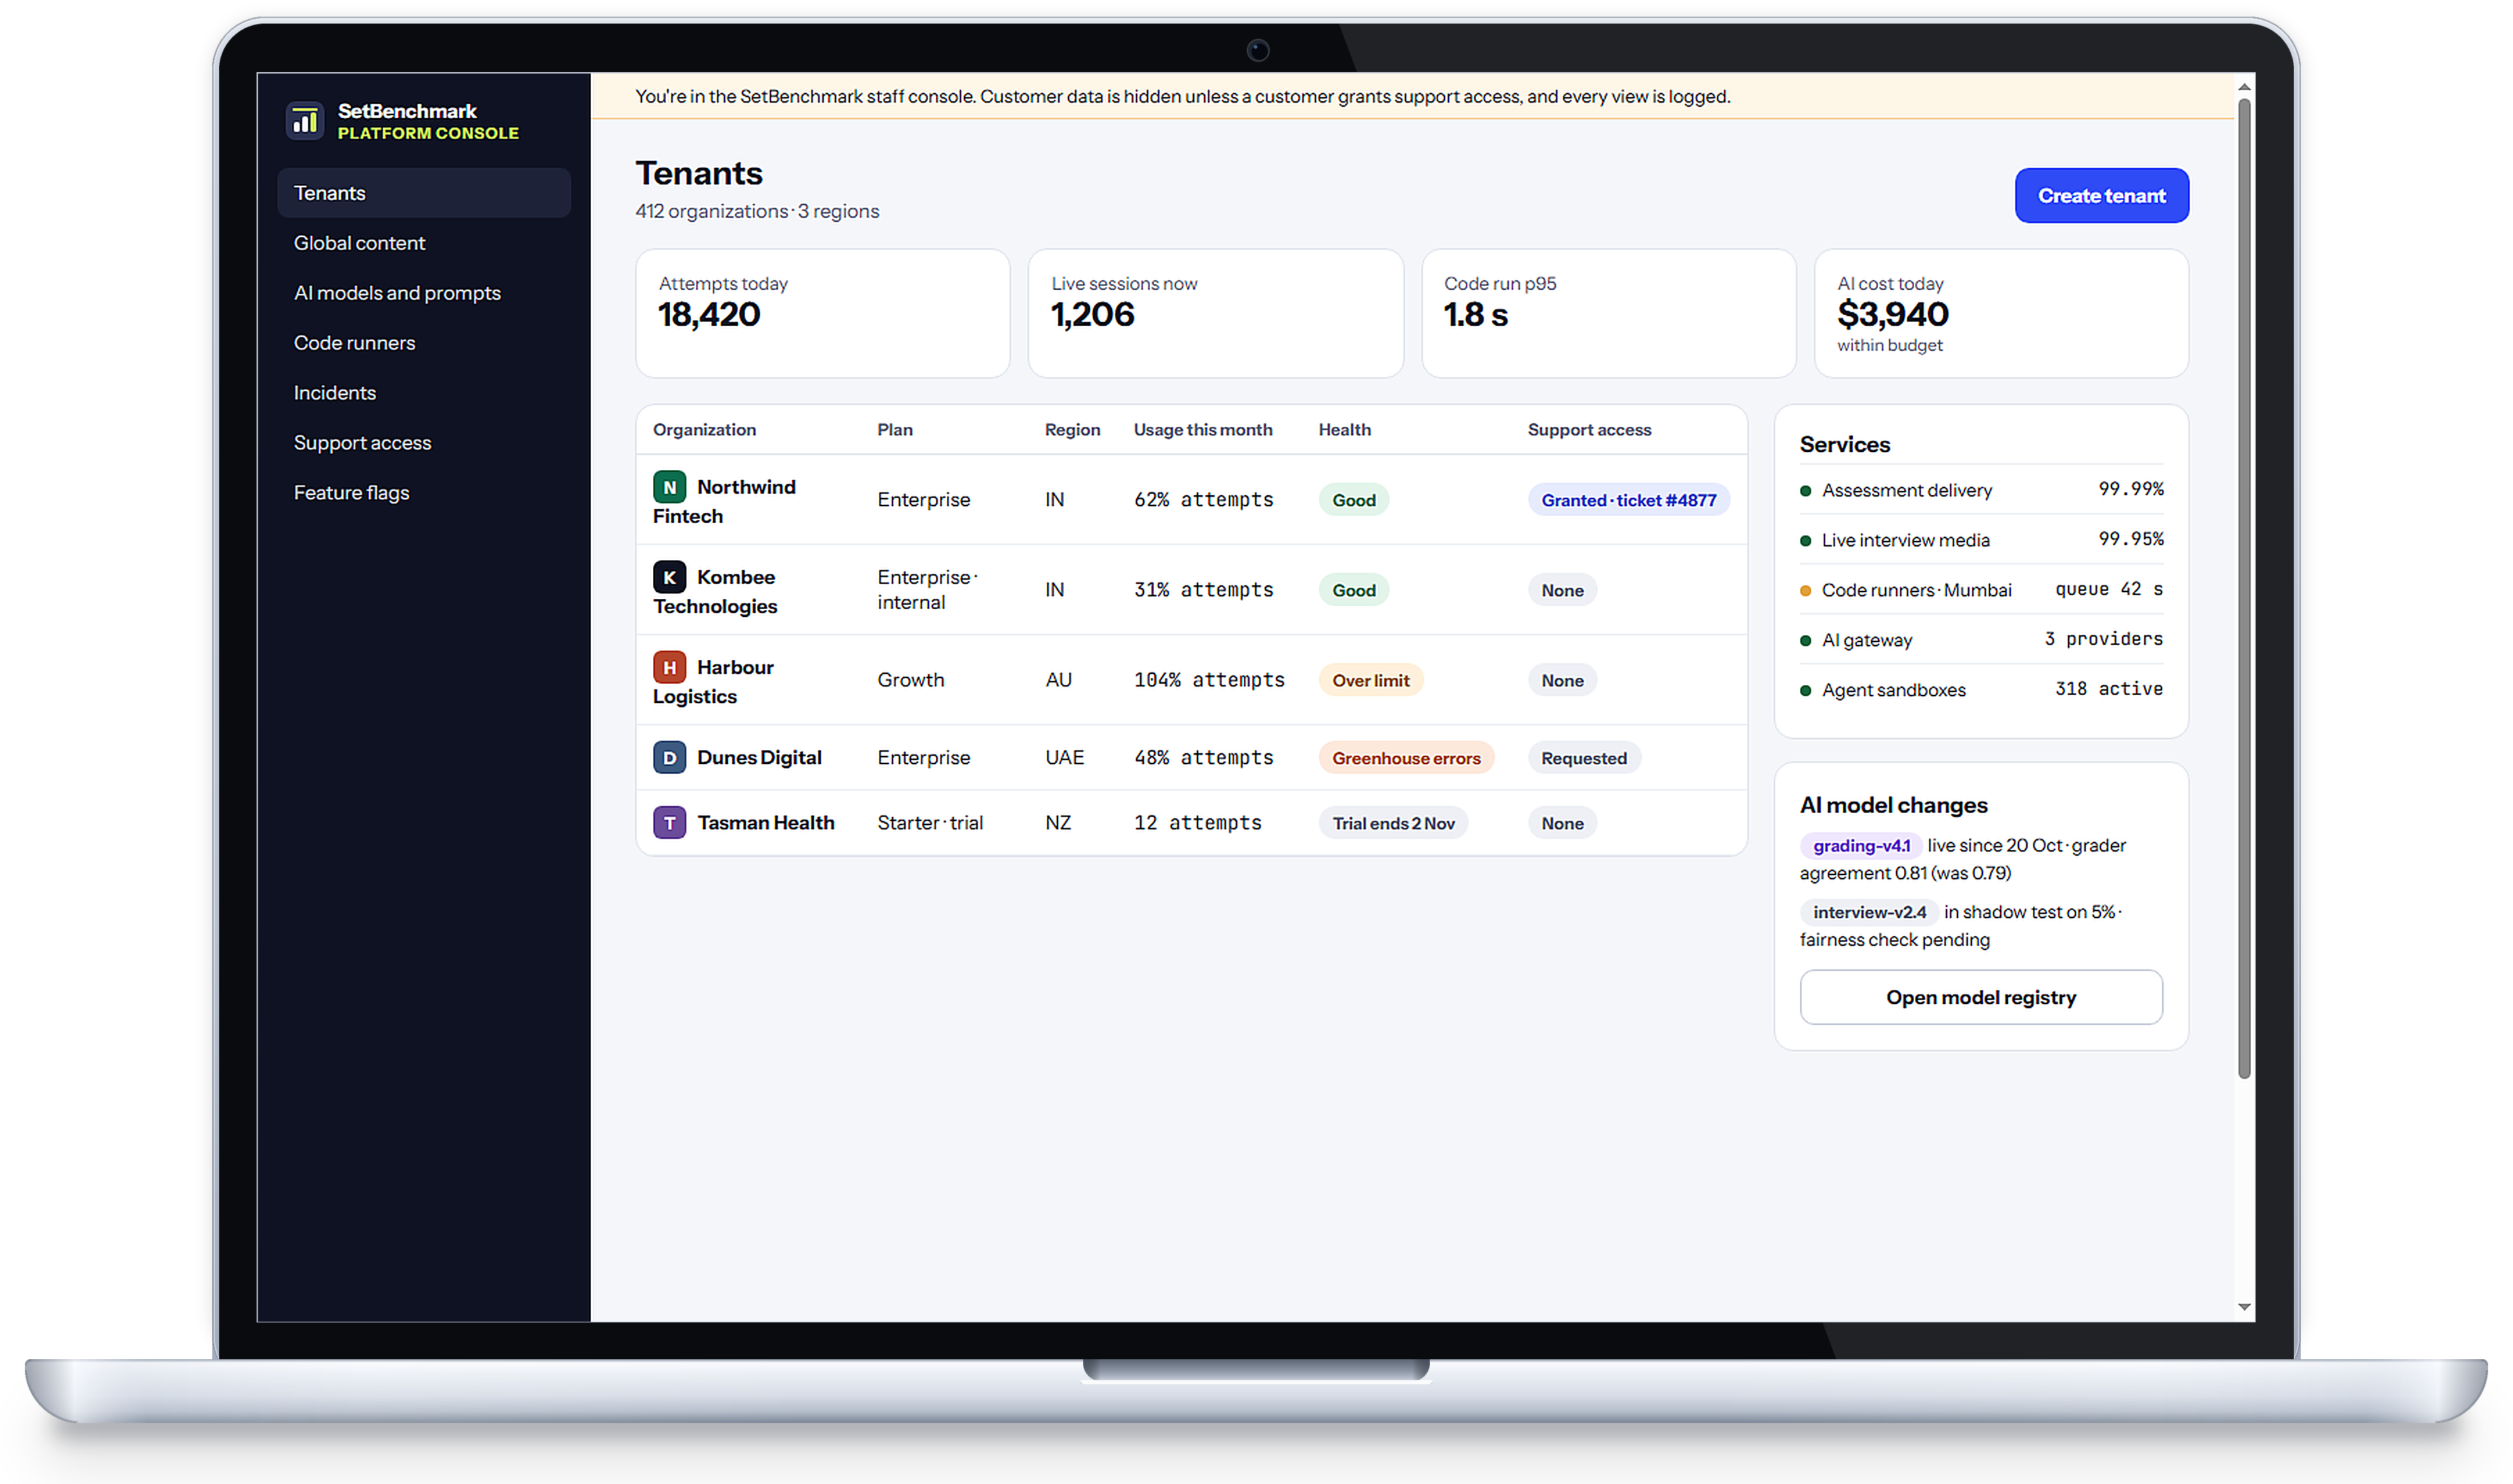 SetBenchmark
PLATFORM CONSOLE
Tenants
Global content
AI models and prompts
Code runners
Incidents
Support access
Feature flags
You're in the SetBenchmark staff console. Customer data is hidden unless a customer grants support access, and every view is logged.
Tenants
412 organizations · 3 regions
Create tenant
Attempts today
18,420
Live sessions now
1,206
Code run p95
1.8 s
AI cost today
$3,940
within budget
Organization Plan Region Usage this month Health Support access
N Northwind
Fintech
Enterprise IN 62% attempts Good Granted · ticket #4877
K Kombee
Technologies
Enterprise ·
internal
IN 31% attempts Good None
H Harbour
Logistics
Growth AU 104% attempts Over limit None
D Dunes Digital Enterprise UAE 48% attempts Greenhouse errors Requested
T Tasman Health Starter · trial NZ 12 attempts Trial ends 2 Nov None
Services
Assessment delivery 99.99%
Live interview media 99.95%
Code runners · Mumbai queue 42 s
AI gateway 3 providers
Agent sandboxes 318 active
AI model changes
grading-v4.1 live since 20 Oct · grader
agreement 0.81 (was 0.79)
interview-v2.4 in shadow test on 5% ·
fairness check pending
Open model registry